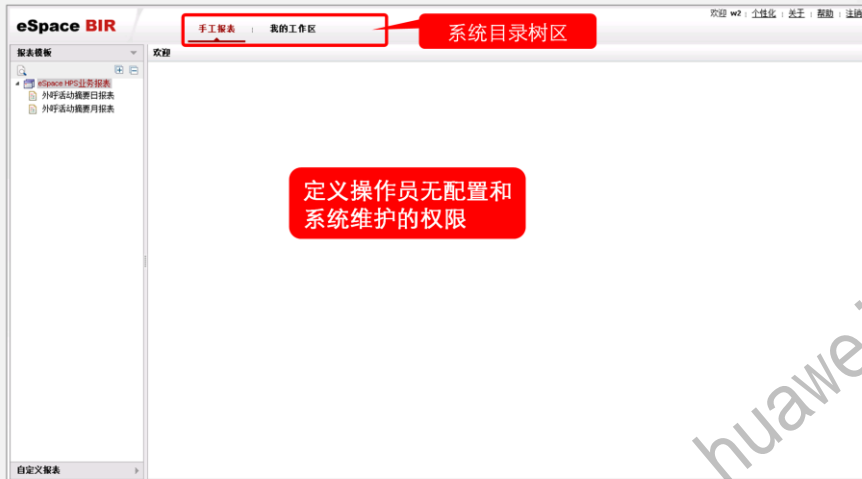 eSpace BIR
手工报表
我的工作区
系统目录树区
欢迎 w2 | 个性化 | 关于 | 帮助 | 注销
报表模板
欢迎
eSpace HPS业务报表
外呼活动摘要日报表
外呼活动摘要月报表
定义操作员无配置和
系统维护的权限
自定义报表
huawe